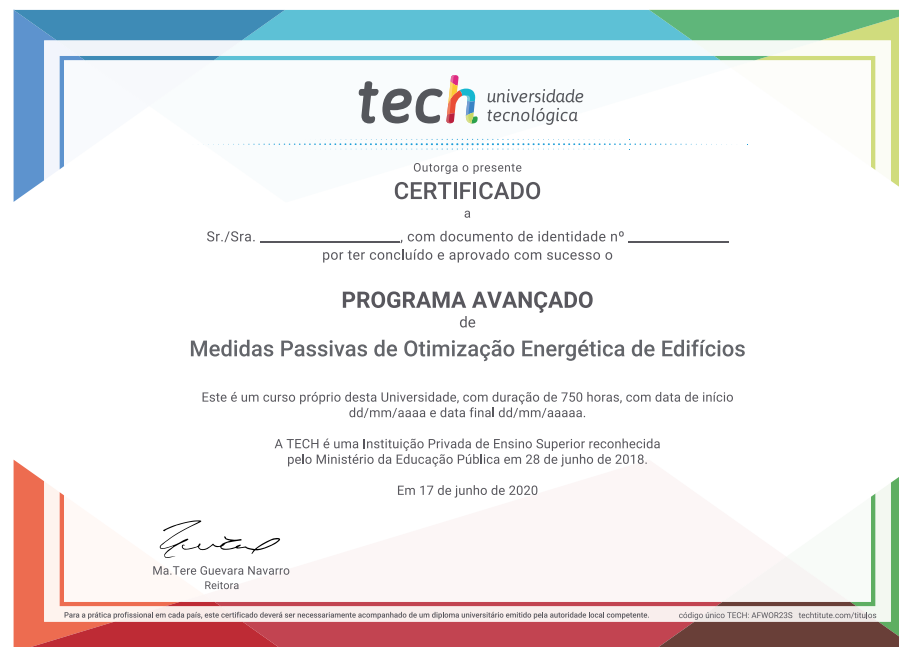 tech universidade
tecnológica
Outorga o presente
CERTIFICADO
a
Sr./Sra. ____________________, com documento de identidade nº ______________
por ter concluído e aprovado com sucesso o
PROGRAMA AVANÇADO
de
Medidas Passivas de Otimização Energética de Edifícios
Este é um curso próprio desta Universidade, com duração de 750 horas, com data de início
dd/mm/aaaa e data final dd/mm/aaaaa.
A TECH é uma Instituição Privada de Ensino Superior reconhecida
pelo Ministério da Educação Pública em 28 de junho de 2018.
Em 17 de junho de 2020
Ma.Tere Guevara Navarro
Reitora
Para a prática profissional em cada país, este certificado deverá ser necessariamente acompanhado de um diploma universitário emitido pela autoridade local competente. código único TECH: AFWOR23S techtitute.com/titulos